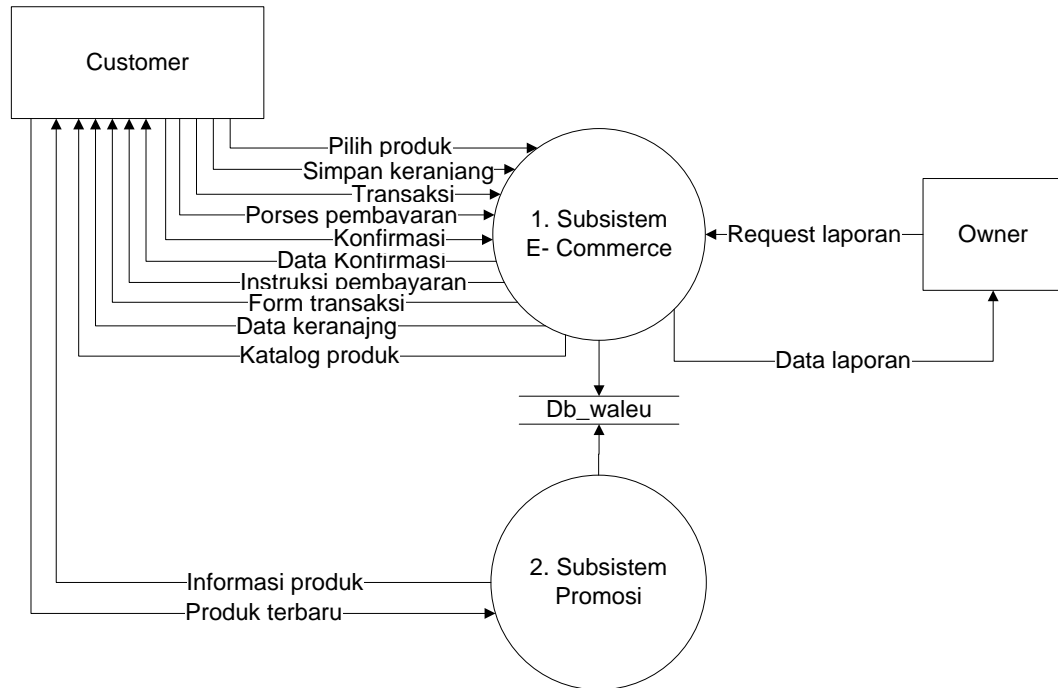 Customer
Pilih produk
Simpan keranjang
Transaksi
Porses pembayaran
Konfirmasi
Data Konfirmasi
Instruksi pembayaran
Form transaksi
Data keranajng
Katalog produk
1. Subsistem
E- Commerce
Request laporan
Owner
Data laporan
Db_waleu
Informasi produk
Produk terbaru
2. Subsistem
Promosi